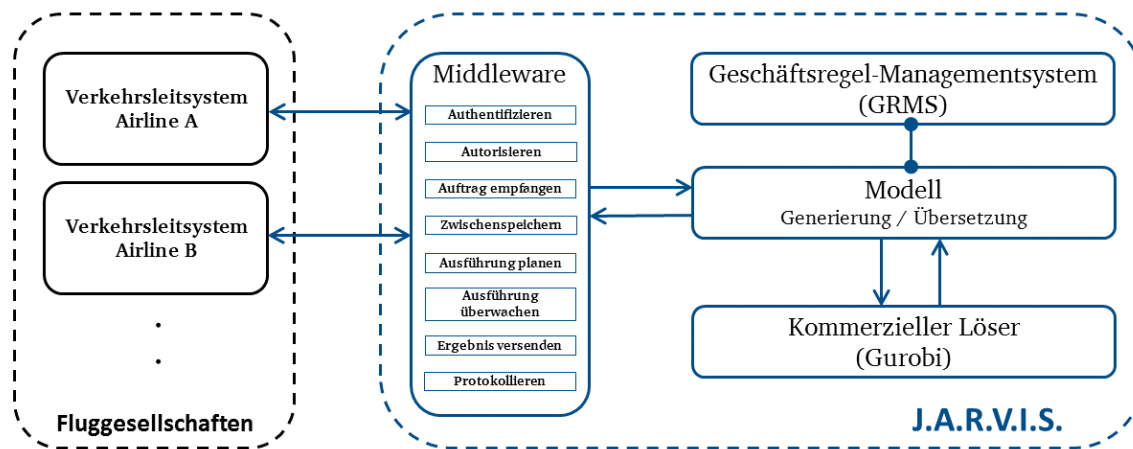 Verkehrsleitsystem
Airline A
Verkehrsleitsystem
Airline B
.
.
Fluggesellschaften
Middleware
Authentifizieren
Autorisieren
Auftrag empfangen
Zwischenspeichern
Ausführung planen
Ausführung
überwachen
Ergebnis versenden
Protokollieren
Geschäftsregel-Managementsystem
(GRMS)
Modell
Generierung / Übersetzung
Kommerzieller Löser
(Gurobi)
J.A.R.V.I.S.